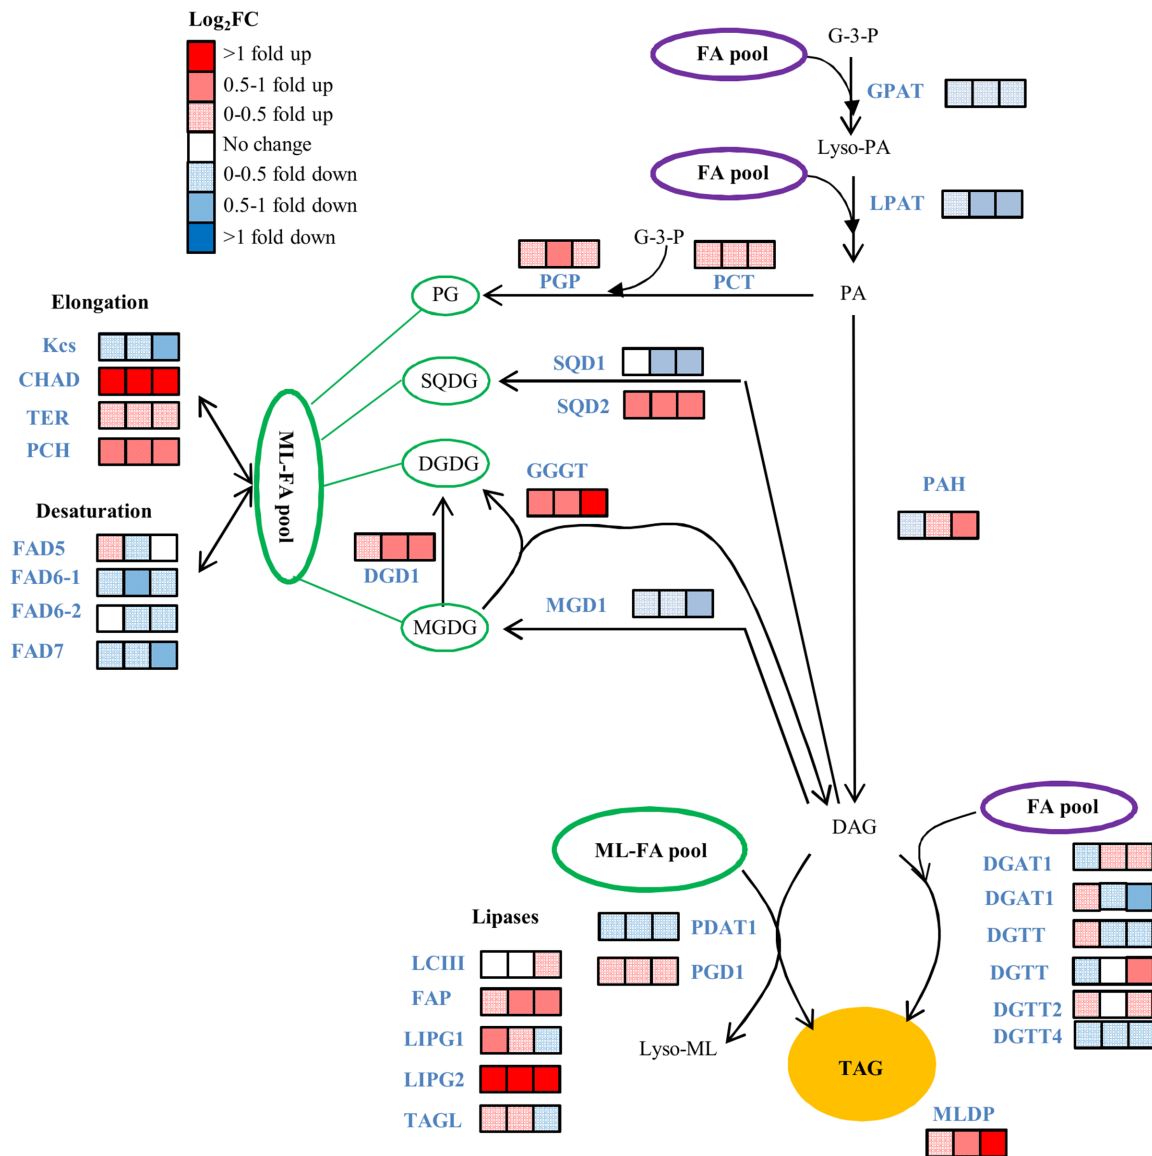 Log₂FC
>1 fold up
0.5-1 fold up
0-0.5 fold up
No change
0-0.5 fold down
0.5-1 fold down
>1 fold down
FA pool
G-3-P
GPAT
Lyso-PA
FA pool
LPAT
G-3-P
PGP
PCT
PG
PA
Elongation
Kcs
CHAD
TER
PCH
SQD1
SQDG
SQD2
ML-FA pool
DGDG
GGGT
PAH
Desaturation
FAD5
FAD6-1
FAD6-2
FAD7
DGD1
MGD1
MGDG
DAG
FA pool
ML-FA pool
DGAT1
DGAT1
DGTT
DGTT
DGTT2
DGTT4
PDAT1
PGD1
Lipases
LCIII
FAP
LIPG1
LIPG2
TAGL
Lyso-ML
TAG
MLDP